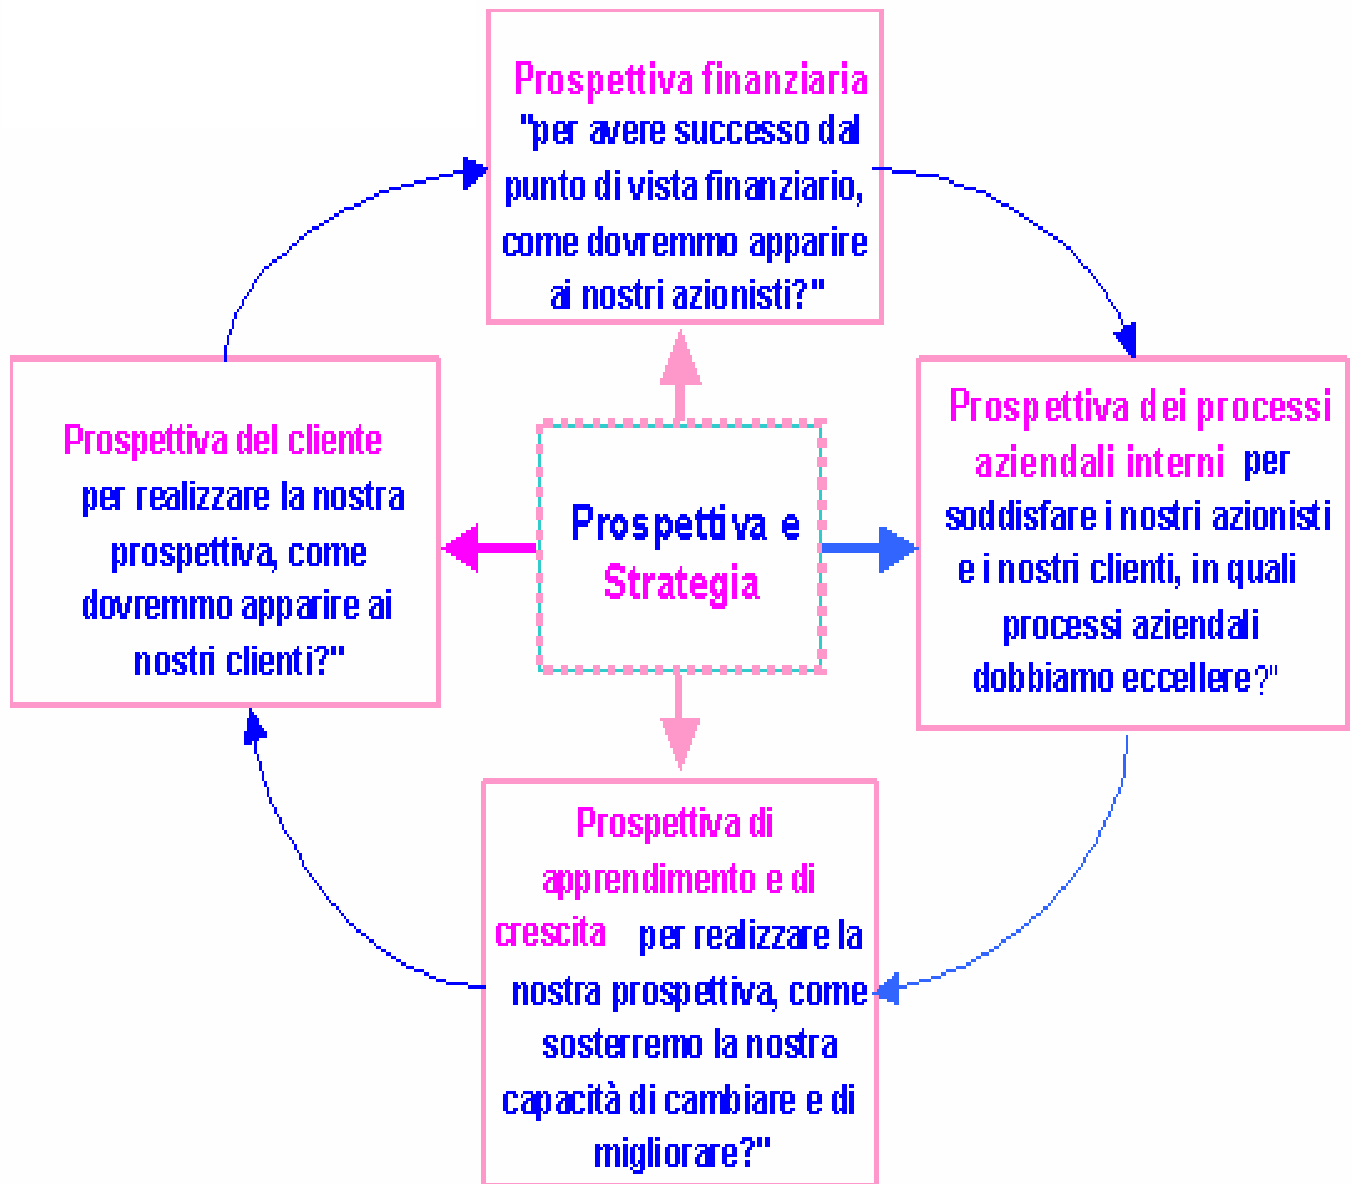 Prospettiva finanziaria
"per avere successo dal
punto di vista finanziario,
come dovremmo apparire
ai nostri azionisti?"
Prospettiva del cliente
per realizzare la nostra
prospettiva, come
dovremmo apparire ai
nostri clienti?"
Prospettiva e
Strategia
Prospettiva dei processi
aziendali interni per
soddisfare i nostri azionisti
e i nostri clienti, in quali
processi aziendali
dobbiamo eccellere?"
Prospettiva di
apprendimento e di
crescita per realizzare la
nostra prospettiva, come
sosterremo la nostra
capacità di cambiare e di
migliorare?"